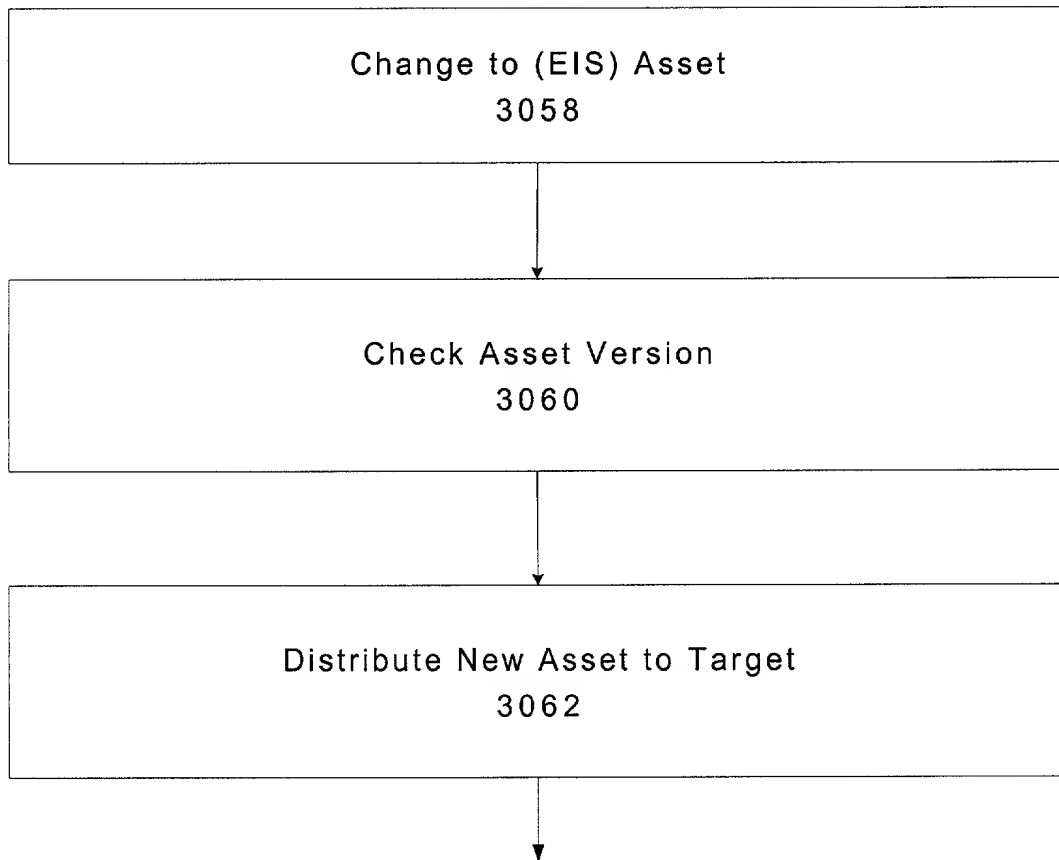 Change to (EIS) Asset
3058
Check Asset Version
3060
Distribute New Asset to Target
3062